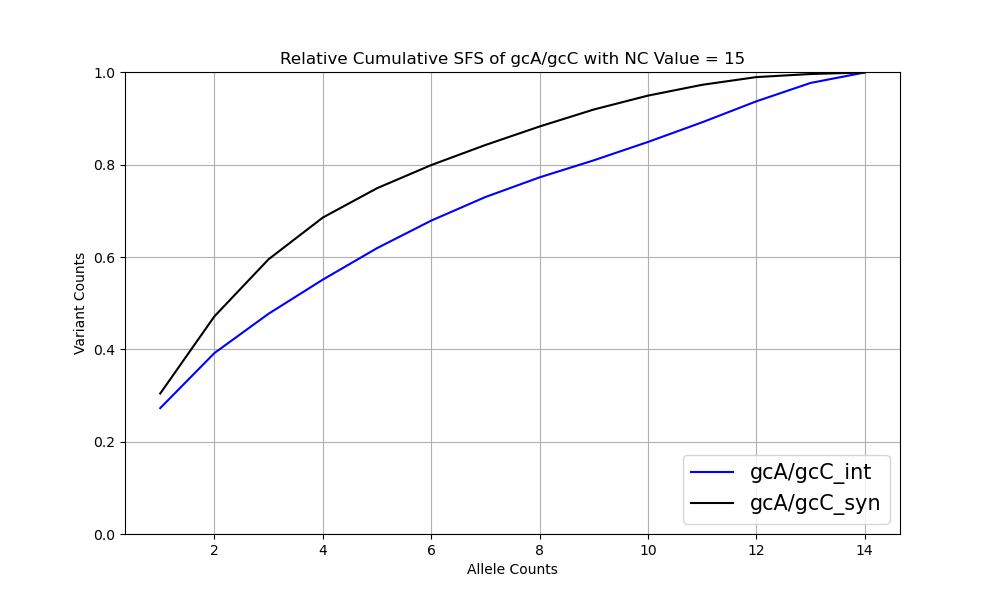 Relative Cumulative SFS of gcA/gcC with NC Value = 15
1.0
0.8
0.6
0.4
0.2
0.0
Variant Counts
2 4 6 8 10 12 14
Allele Counts
gcA/gcC_int
gcA/gcC_syn